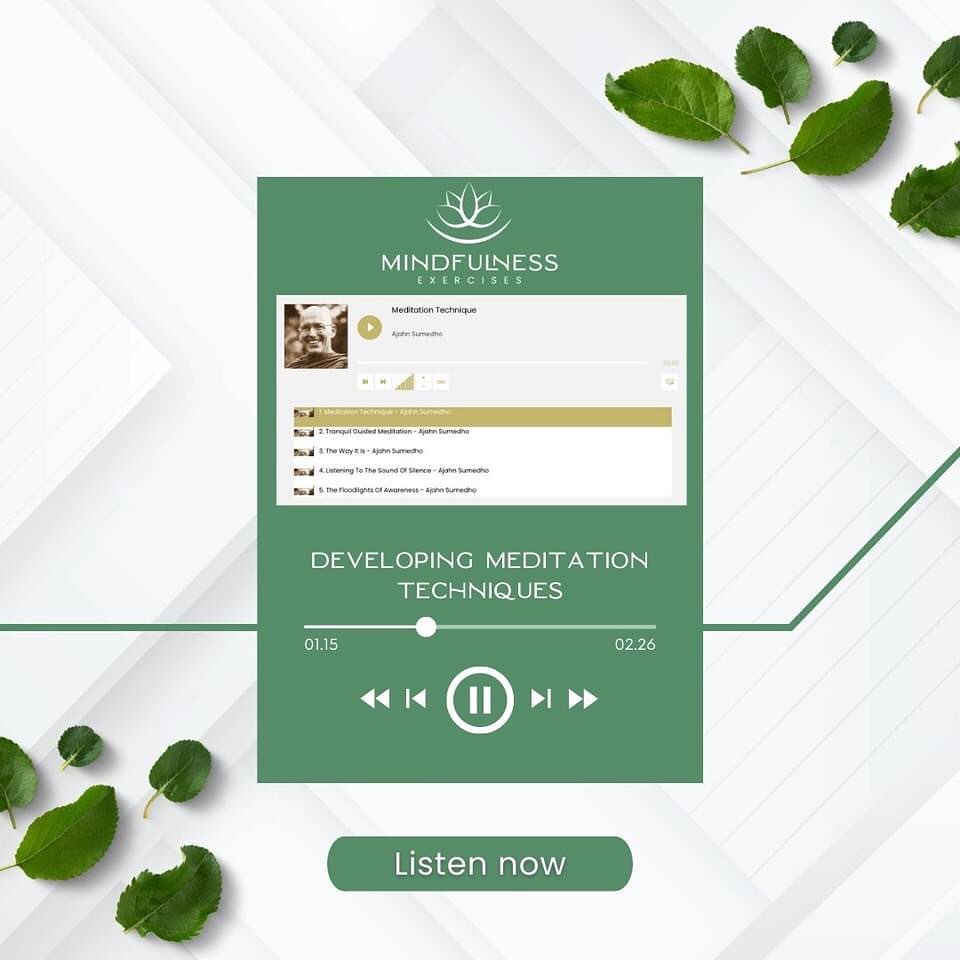 MINDFULNESS
EXERCISES
Meditation Technique
Ajahn Sumedho
1. Meditation Technique - Ajahn Sumedho
2. Tranquil Guided Meditation - Ajahn Sumedho
3. The Way It Is - Ajahn Sumedho
4. Listening To The Sound Of Silence - Ajahn Sumedho
5. The Floodlights Of Awareness - Ajahn Sumedho
DEVELOPING MEDITATION
TECHNIQUES
01.15 02.26
Listen now